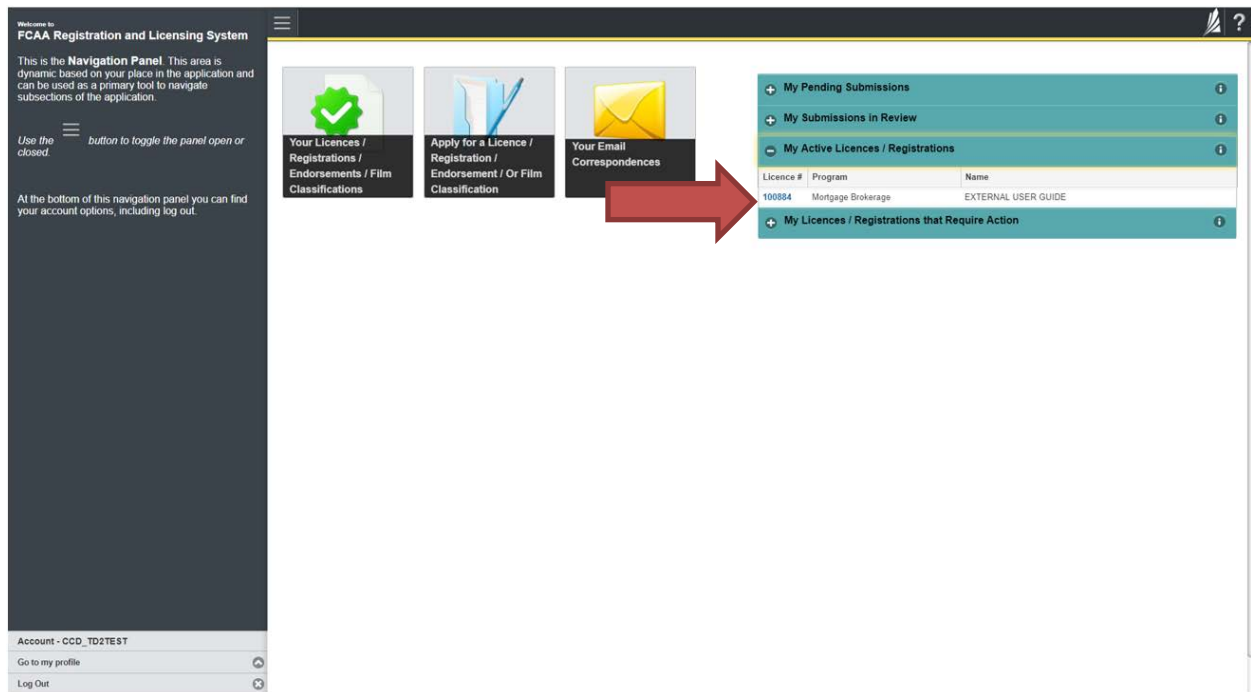 Welcome to
FCAA Registration and Licensing System
This is the Navigation Panel. This area is
dynamic based on your place in the application and
can be used as a primary tool to navigate
subsections of the application.
Use the button to toggle the panel open or
closed.
At the bottom of this navigation panel you can find
your account options, including log out.
Account - CCD_TD2TEST
Go to my profile
Log Out
?
Your Licences /
Registrations /
Endorsements / Film
Classifications
Apply for a Licence /
Registration /
Endorsement / Or Film
Classification
Your Email
Correspondences
My Pending Submissions
My Submissions in Review
My Active Licences / Registrations
Licence # Program Name
100884 Mortgage Brokerage EXTERNAL USER GUIDE
My Licences / Registrations that Require Action